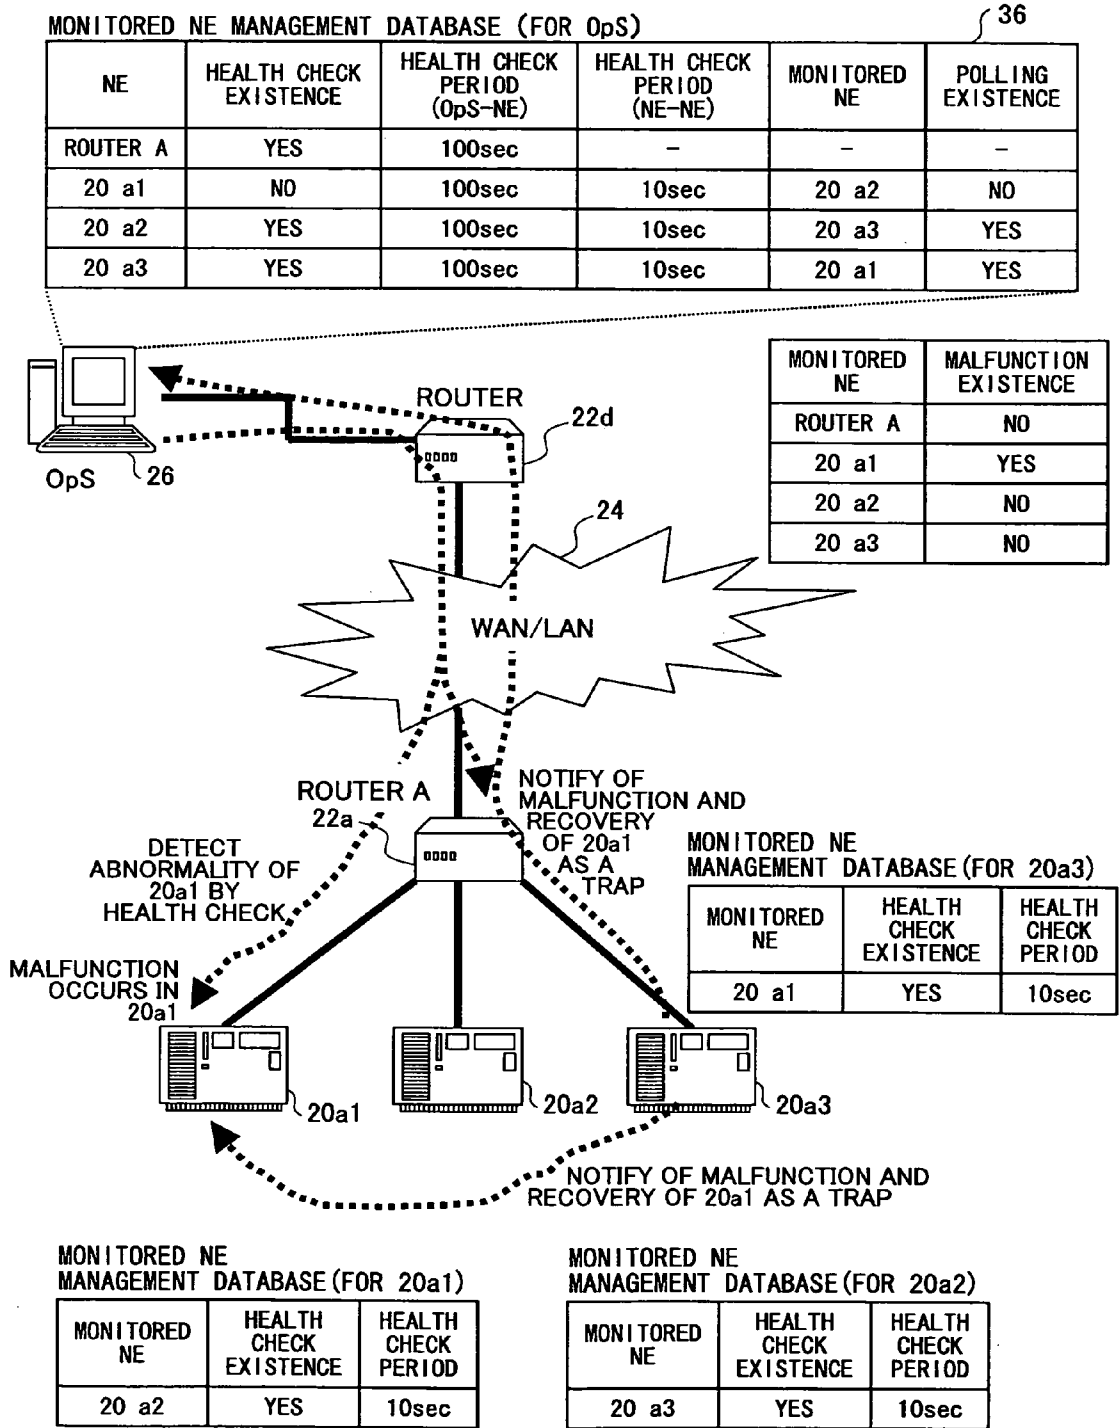 MONITORED NE MANAGEMENT DATABASE (FOR OpS)
36
NE
HEALTH CHECK EXISTENCE
HEALTH CHECK PERIOD (OpS-NE)
HEALTH CHECK PERIOD (NE-NE)
MONITORED NE
POLLING EXISTENCE
ROUTER A YES 100sec - - -
20 a1 NO 100sec 10sec 20 a2 NO
20 a2 YES 100sec 10sec 20 a3 YES
20 a3 YES 100sec 10sec 20 a1 YES
OpS
26
ROUTER
22d
MONITORED NE
MALFUNCTION EXISTENCE
ROUTER A NO
20 a1 YES
20 a2 NO
20 a3 NO
24
WAN/LAN
ROUTER A
22a
NOTIFY OF
MALFUNCTION AND
RECOVERY
OF 20a1
AS A
TRAP
DETECT
ABNORMALITY OF
20a1 BY
HEALTH CHECK
MALFUNCTION
OCCURS IN
20a1
MONITORED NE
MANAGEMENT DATABASE(FOR 20a3)
MONITORED NE
HEALTH CHECK EXISTENCE
HEALTH CHECK PERIOD
20 a1 YES 10sec
20a1
20a2
20a3
NOTIFY OF MALFUNCTION AND
RECOVERY OF 20a1 AS A TRAP
MONITORED NE
MANAGEMENT DATABASE(FOR 20a1)
MONITORED NE
HEALTH CHECK EXISTENCE
HEALTH CHECK PERIOD
20 a2 YES 10sec
MONITORED NE
MANAGEMENT DATABASE(FOR 20a2)
MONITORED NE
HEALTH CHECK EXISTENCE
HEALTH CHECK PERIOD
20 a3 YES 10sec